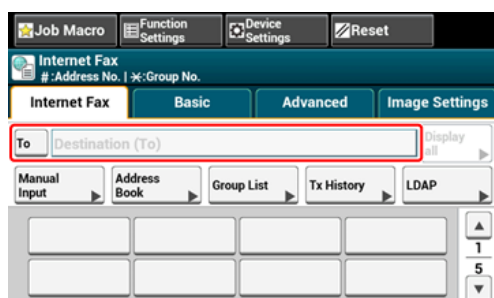 Job Macro
Function
Settings
Device
Settings
Reset
Internet Fax
#:Address No. | ✳:Group No.
Internet Fax
Basic
Advanced
Image Settings
To
Destination (To)
Display
all
Manual
Input
Address
Book
Group List
Tx History
LDAP
1
5